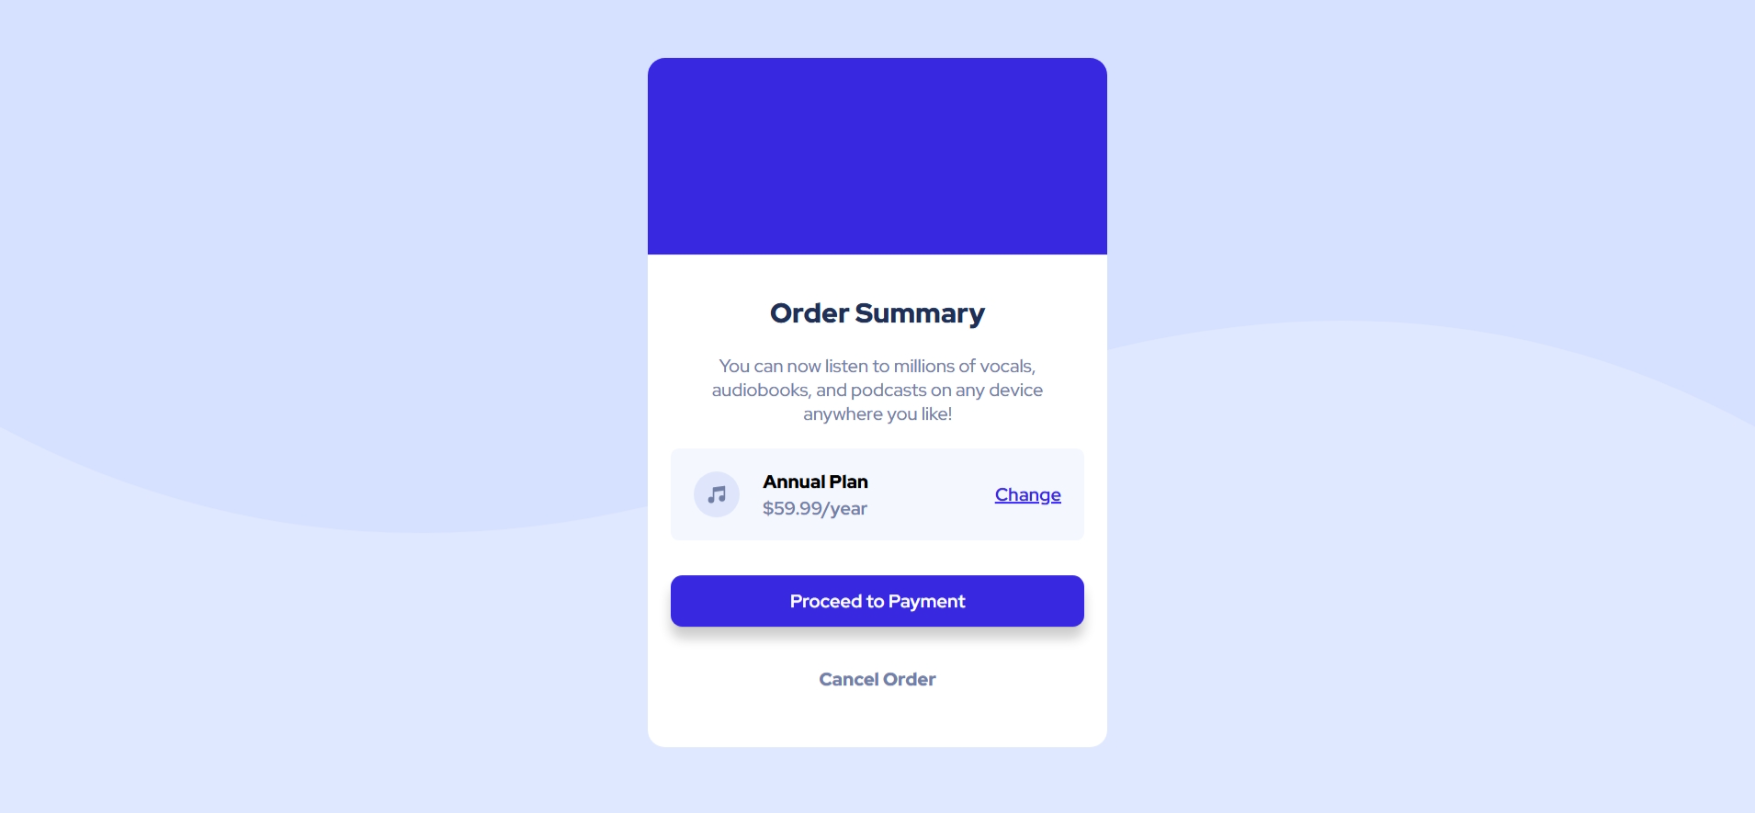 Order Summary
You can now listen to millions of vocals,
audiobooks, and podcasts on any device
anywhere you like!
Annual Plan
$59.99/year
Change
Proceed to Payment
Cancel Order